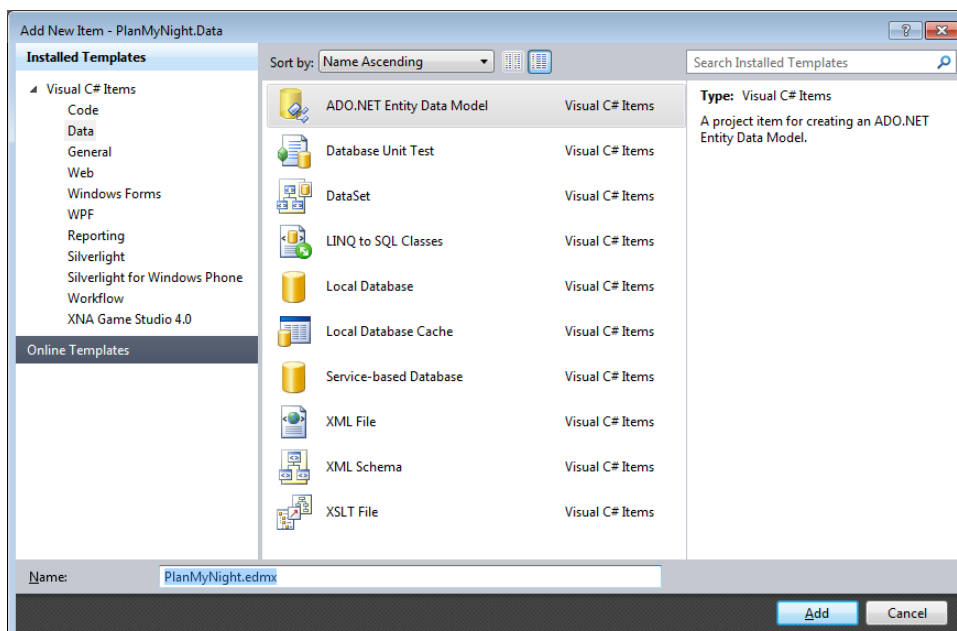 Add New Item - PlanMyNight.Data
Installed Templates
Visual C# Items
Code
Data
General
Web
Windows Forms
WPF
Reporting
Silverlight
Silverlight for Windows Phone
Workflow
XNA Game Studio 4.0
Online Templates
Sort by: Name Ascending
ADO.NET Entity Data Model Visual C# Items
Database Unit Test Visual C# Items
DataSet Visual C# Items
LINQ to SQL Classes Visual C# Items
Local Database Visual C# Items
Local Database Cache Visual C# Items
Service-based Database Visual C# Items
XML File Visual C# Items
XML Schema Visual C# Items
XSLT File Visual C# Items
Search Installed Templates
Type: Visual C# Items
A project item for creating an ADO.NET
Entity Data Model.
Name: PlanMyNight.edmx
Add Cancel